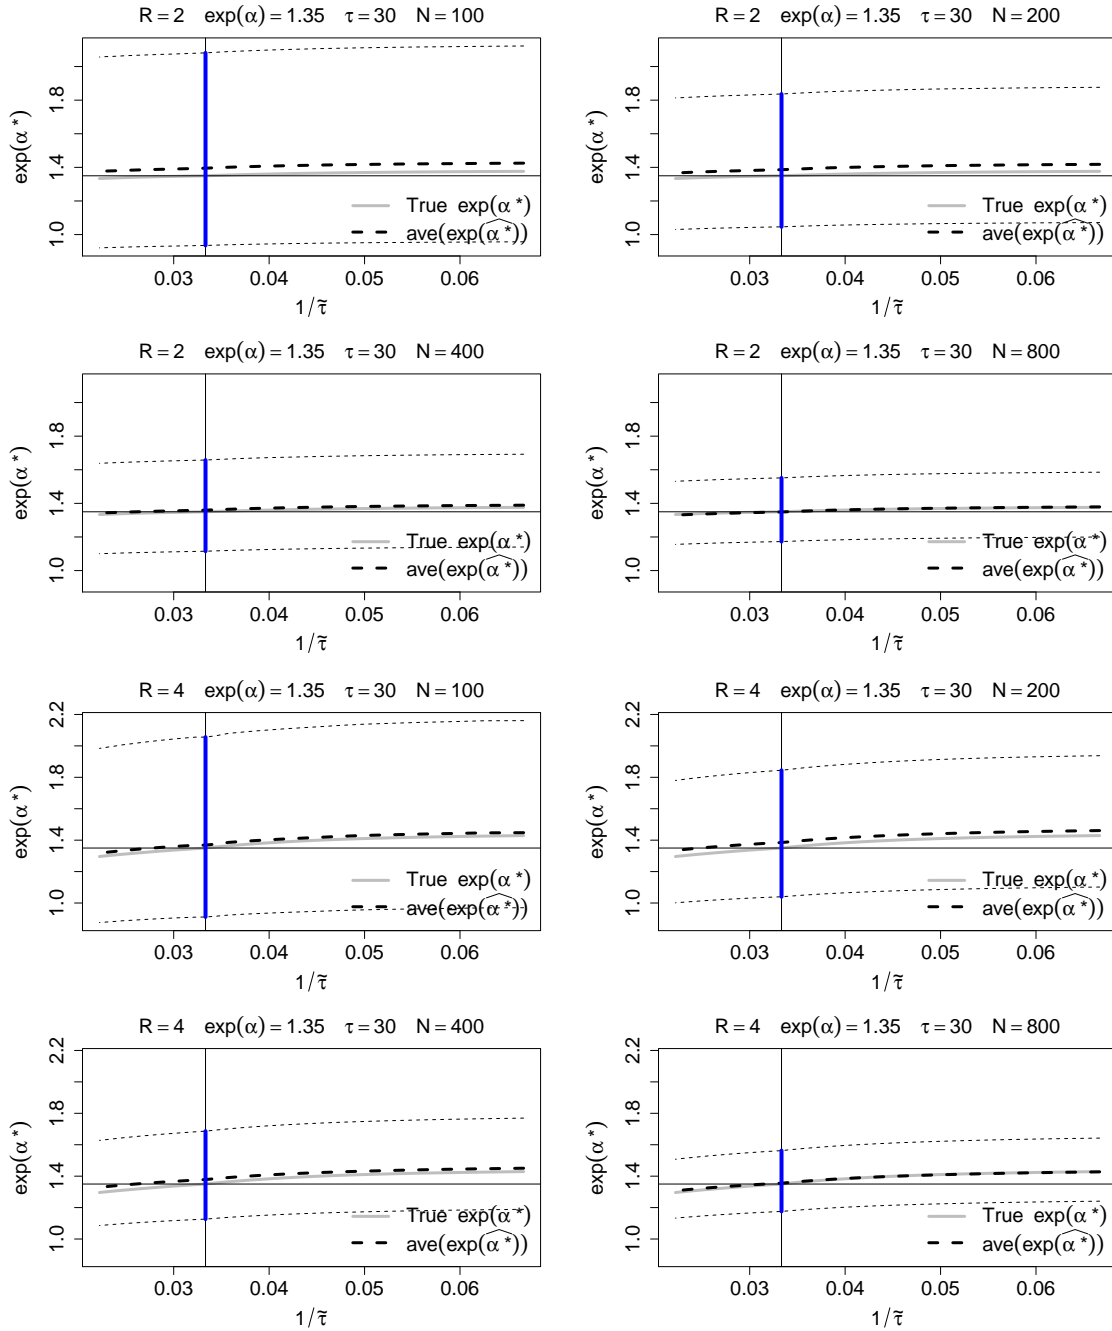 R = 2 exp(α) = 1.35 τ = 30 N = 100
exp(α*)
1.0 1.4 1.8
True exp(α*)
ave(exp(α*^))
0.03 0.04 0.05 0.06
1/τ̃
R = 2 exp(α) = 1.35 τ = 30 N = 200
exp(α*)
1.0 1.4 1.8
True exp(α*)
ave(exp(α*^))
0.03 0.04 0.05 0.06
1/τ̃
R = 2 exp(α) = 1.35 τ = 30 N = 400
exp(α*)
1.0 1.4 1.8
True exp(α*)
ave(exp(α*^))
0.03 0.04 0.05 0.06
1/τ̃
R = 2 exp(α) = 1.35 τ = 30 N = 800
exp(α*)
1.0 1.4 1.8
True exp(α*)
ave(exp(α*^))
0.03 0.04 0.05 0.06
1/τ̃
R = 4 exp(α) = 1.35 τ = 30 N = 100
exp(α*)
1.0 1.4 1.8 2.2
True exp(α*)
ave(exp(α*^))
0.03 0.04 0.05 0.06
1/τ̃
R = 4 exp(α) = 1.35 τ = 30 N = 200
exp(α*)
1.0 1.4 1.8 2.2
True exp(α*)
ave(exp(α*^))
0.03 0.04 0.05 0.06
1/τ̃
R = 4 exp(α) = 1.35 τ = 30 N = 400
exp(α*)
1.0 1.4 1.8 2.2
True exp(α*)
ave(exp(α*^))
0.03 0.04 0.05 0.06
1/τ̃
R = 4 exp(α) = 1.35 τ = 30 N = 800
exp(α*)
1.0 1.4 1.8 2.2
True exp(α*)
ave(exp(α*^))
0.03 0.04 0.05 0.06
1/τ̃